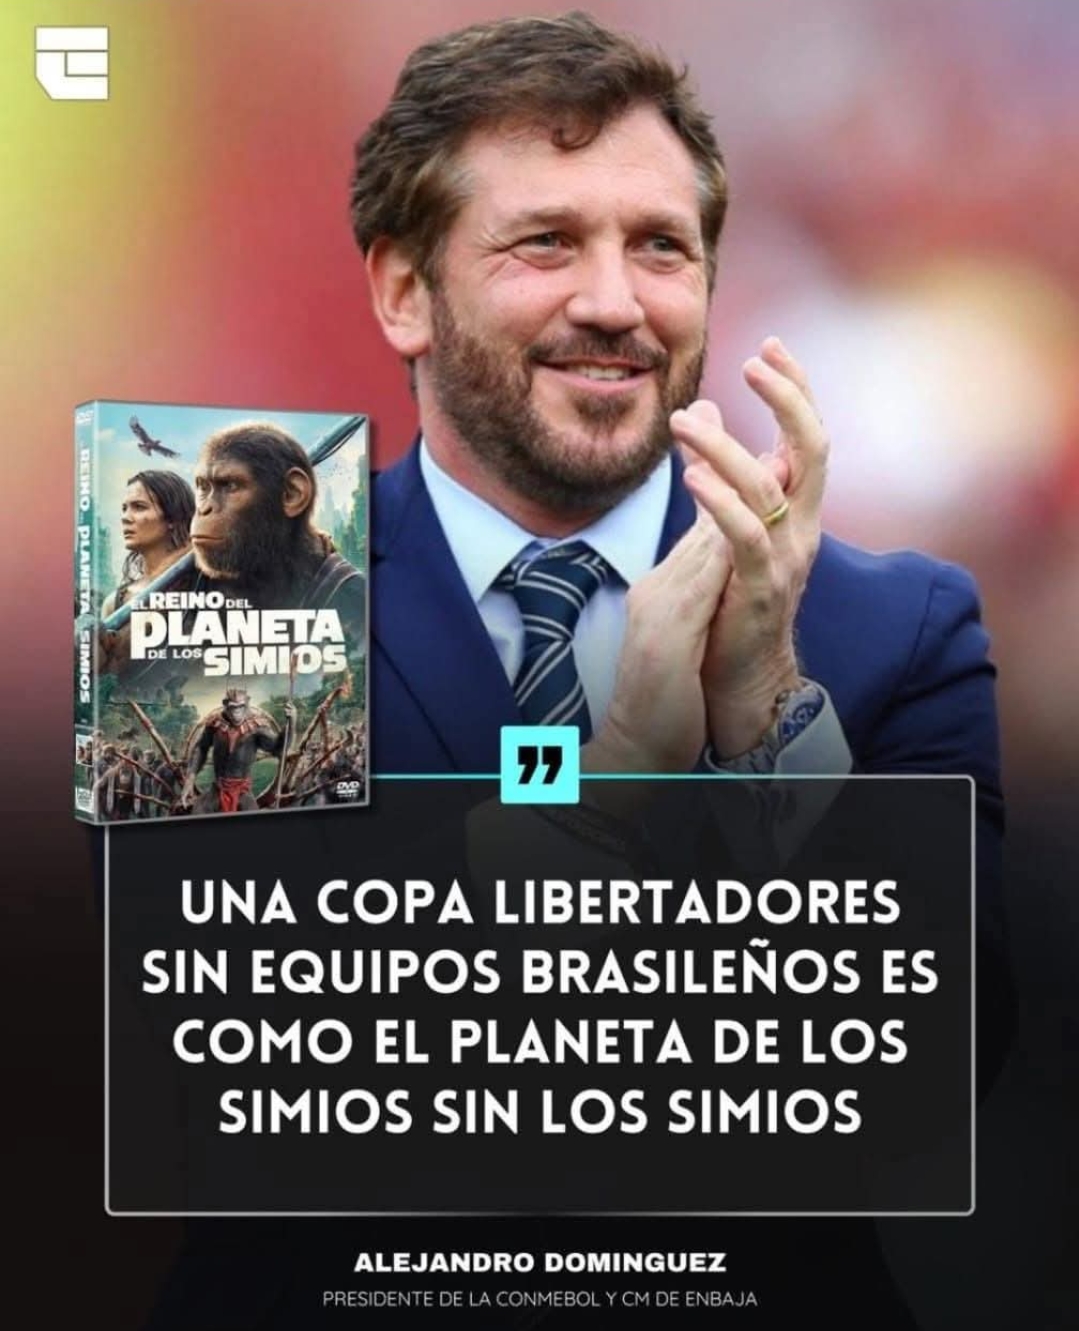 EL REINO DEL
PLANETA
DE LOS SIMIOS
DVD
”
UNA COPA LIBERTADORES
SIN EQUIPOS BRASILEÑOS ES
COMO EL PLANETA DE LOS
SIMIOS SIN LOS SIMIOS
ALEJANDRO DOMINGUEZ
PRESIDENTE DE LA CONMEBOL Y CM DE ENBAJA